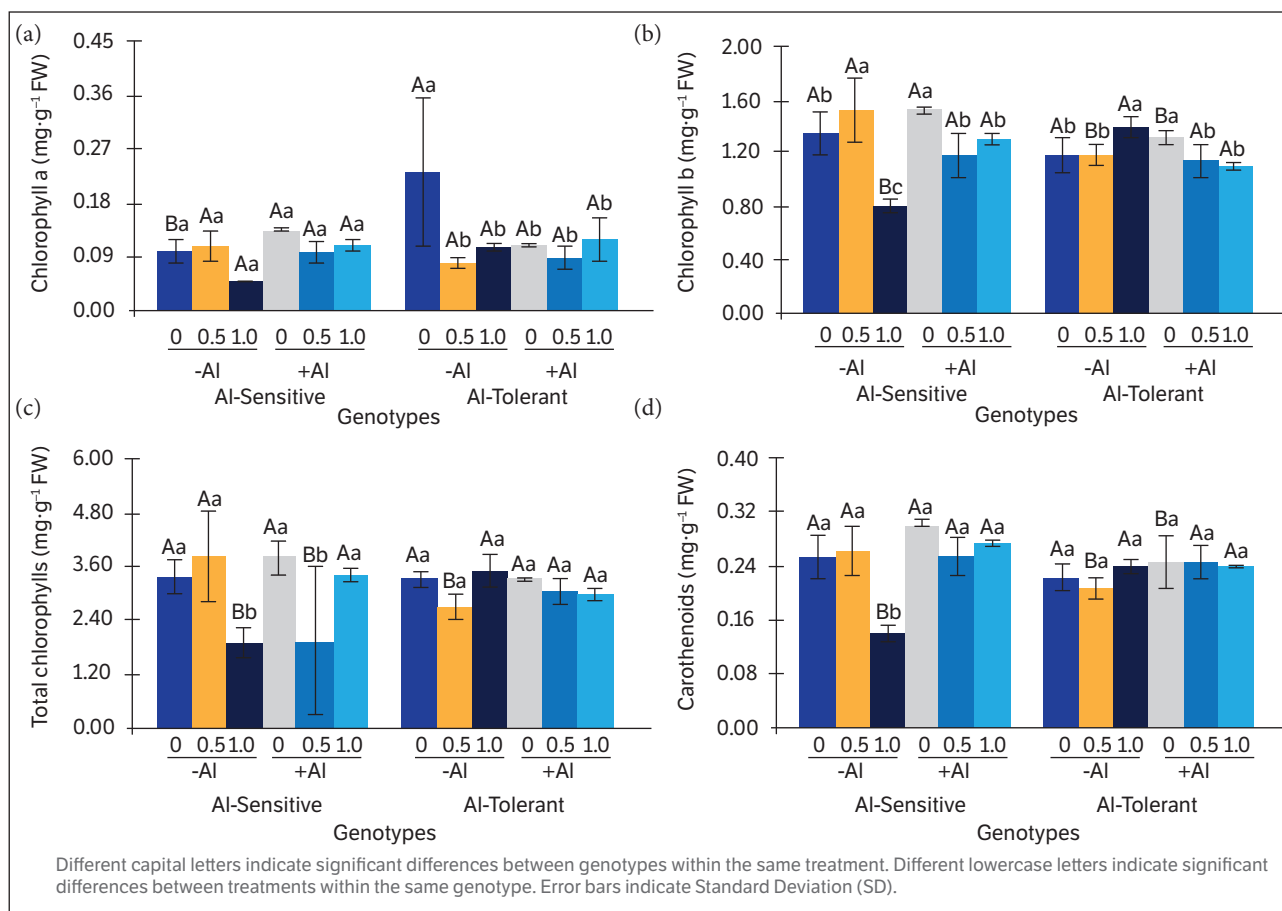 (a)
Chlorophyll a (mg·g⁻¹ FW)
0.45
0.36
0.27
0.18
0.09
0.00
Ba Aa Aa Aa Aa Aa Aa Ab Ab Ab Ab Ab
0 0.5 1.0 0 0.5 1.0 0 0.5 1.0 0 0.5 1.0
-Al +Al -Al +Al
Al-Sensitive Al-Tolerant
Genotypes
(b)
Chlorophyll b (mg·g⁻¹ FW)
2.00
1.60
1.20
0.80
0.40
0.00
Ab Aa Bc Aa Ab Ab Ab Bb Aa Ba Ab Ab
0 0.5 1.0 0 0.5 1.0 0 0.5 1.0 0 0.5 1.0
-Al +Al -Al +Al
Al-Sensitive Al-Tolerant
Genotypes
(c)
Total chlorophylls (mg·g⁻¹ FW)
6.00
4.80
3.60
2.40
1.20
0.00
Aa Aa Bb Aa Bb Aa Aa Ba Aa Aa Aa Aa
0 0.5 1.0 0 0.5 1.0 0 0.5 1.0 0 0.5 1.0
-Al +Al -Al +Al
Al-Sensitive Al-Tolerant
Genotypes
(d)
Carothenoids (mg·g⁻¹ FW)
0.40
0.32
0.24
0.16
0.08
0.00
Aa Aa Bb Aa Aa Aa Aa Ba Aa Ba Aa Aa
0 0.5 1.0 0 0.5 1.0 0 0.5 1.0 0 0.5 1.0
-Al +Al -Al +Al
Al-Sensitive Al-Tolerant
Genotypes
Different capital letters indicate significant differences between genotypes within the same treatment. Different lowercase letters indicate significant
differences between treatments within the same genotype. Error bars indicate Standard Deviation (SD).